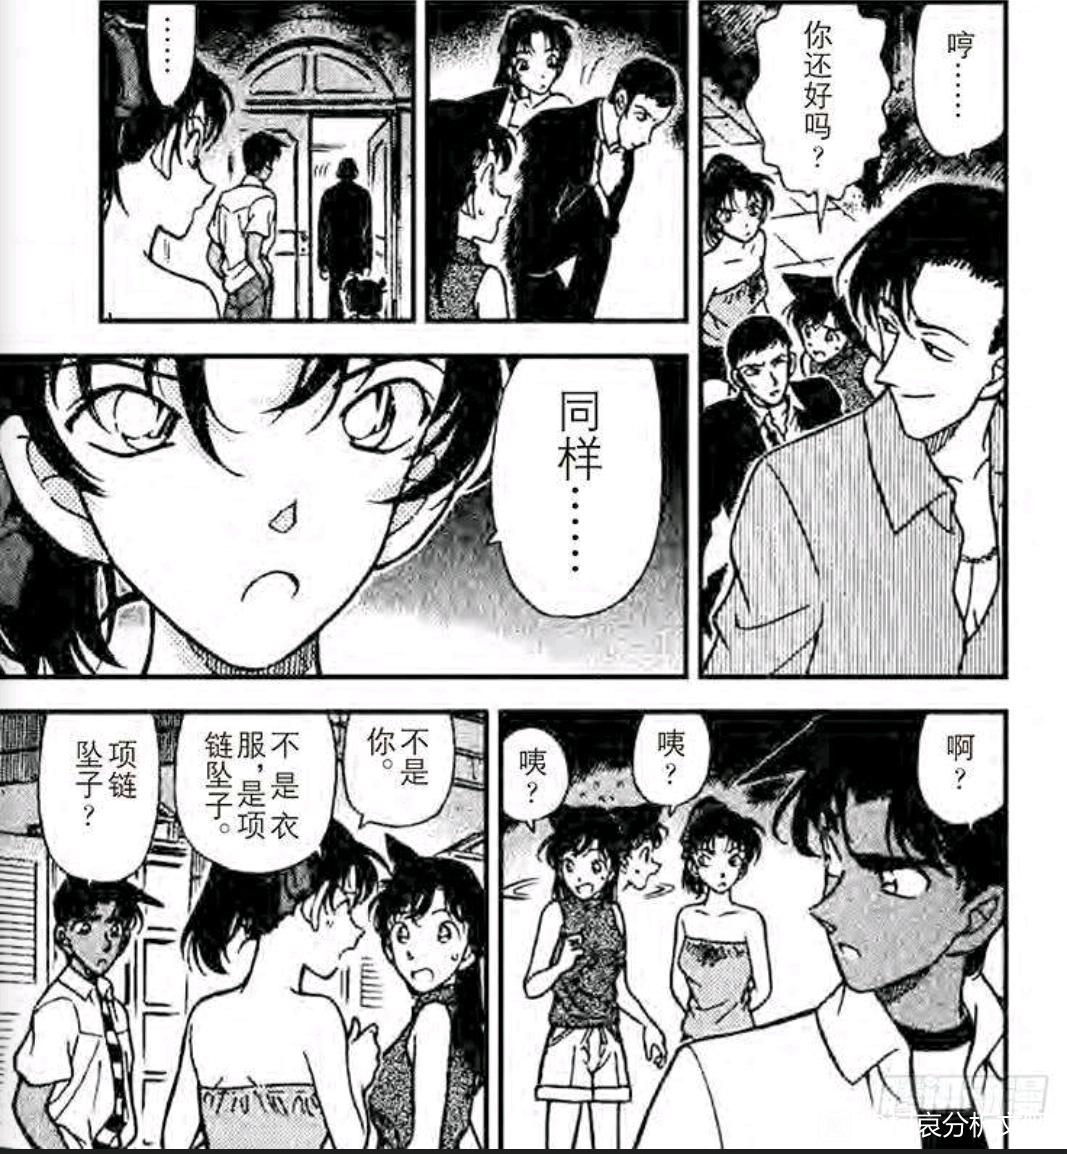 哼……
你还好吗？
……
同样……
啊？
咦？
咦？
不是
你。
不是衣
服，是项
链坠子。
项链
坠子？
哀分析文